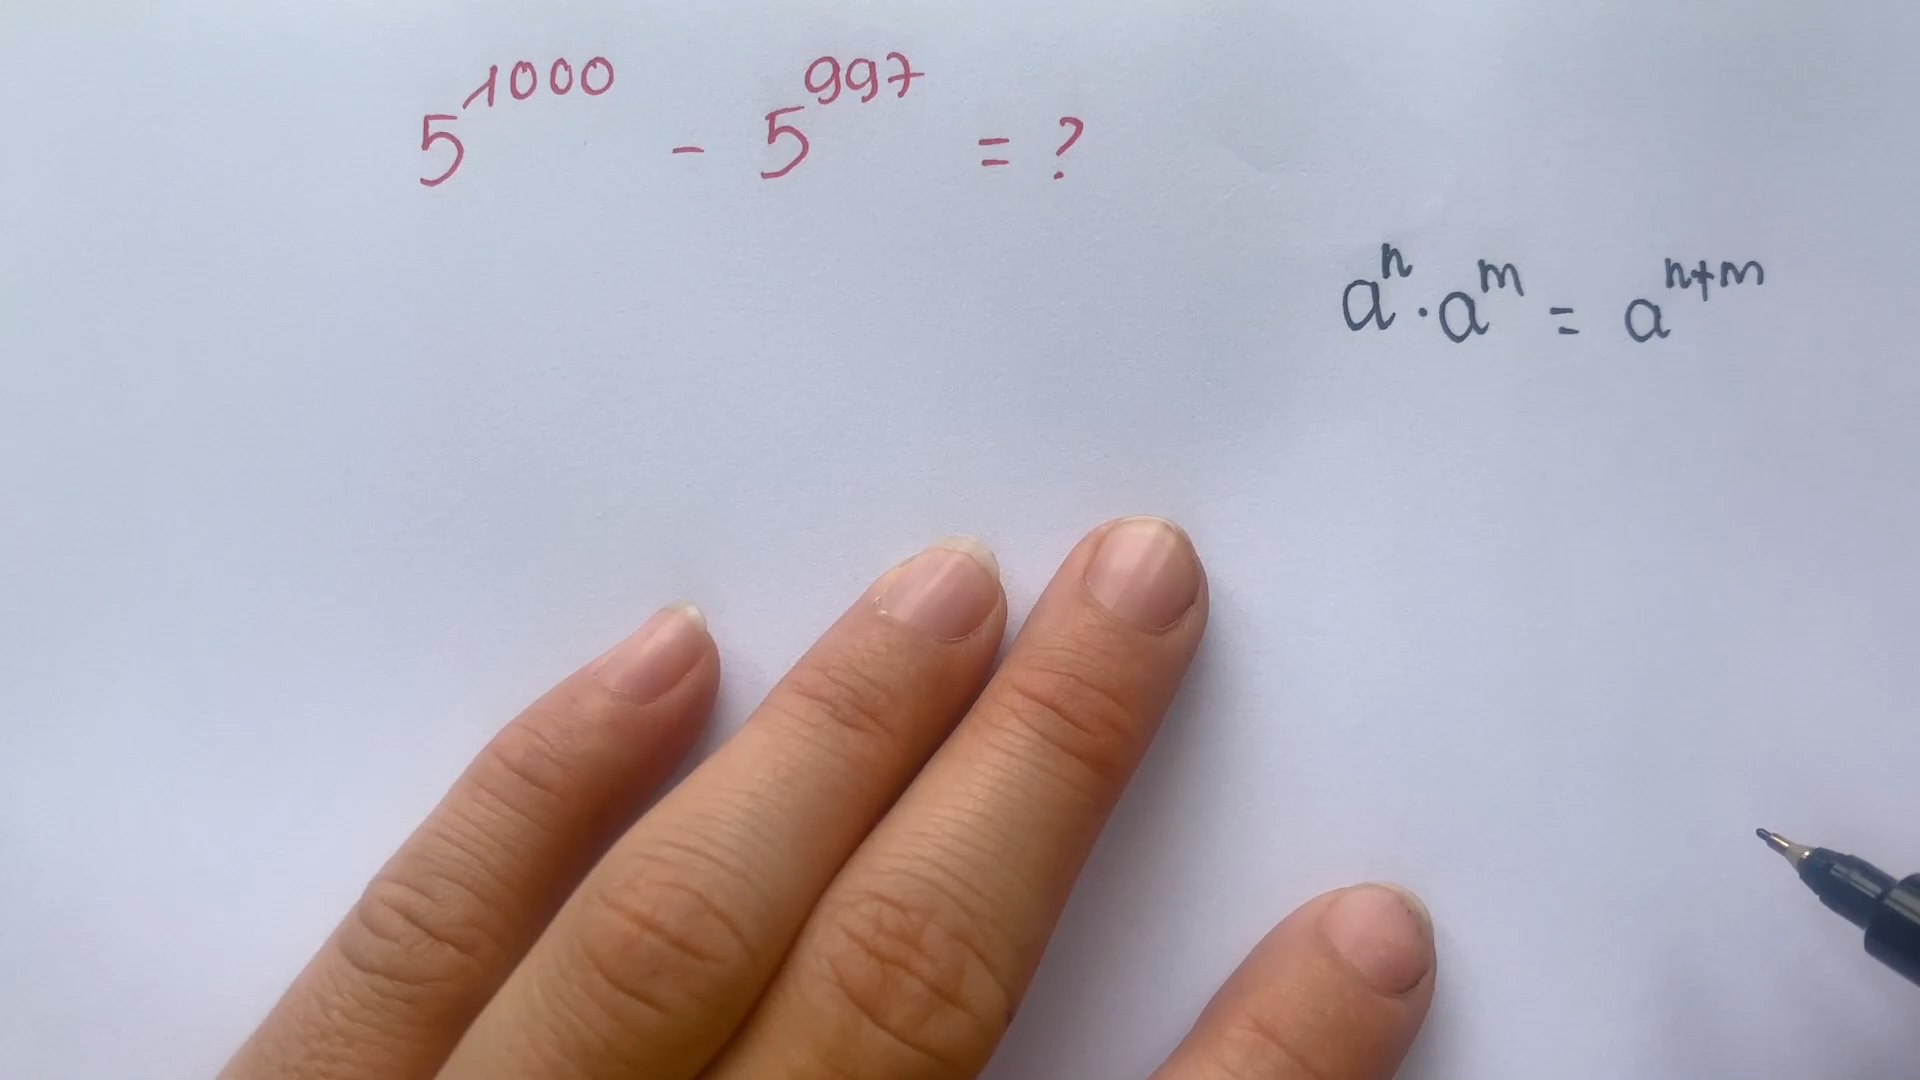 5^1000 - 5^997 = ?
a^n · a^m = a^n+m